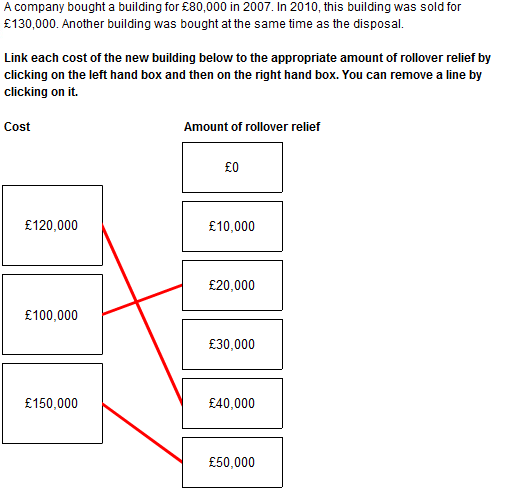 A company bought a building for £80,000 in 2007. In 2010, this building was sold for
£130,000. Another building was bought at the same time as the disposal.
Link each cost of the new building below to the appropriate amount of rollover relief by
clicking on the left hand box and then on the right hand box. You can remove a line by
clicking on it.
Cost
Amount of rollover relief
£120,000
£100,000
£150,000
£0
£10,000
£20,000
£30,000
£40,000
£50,000